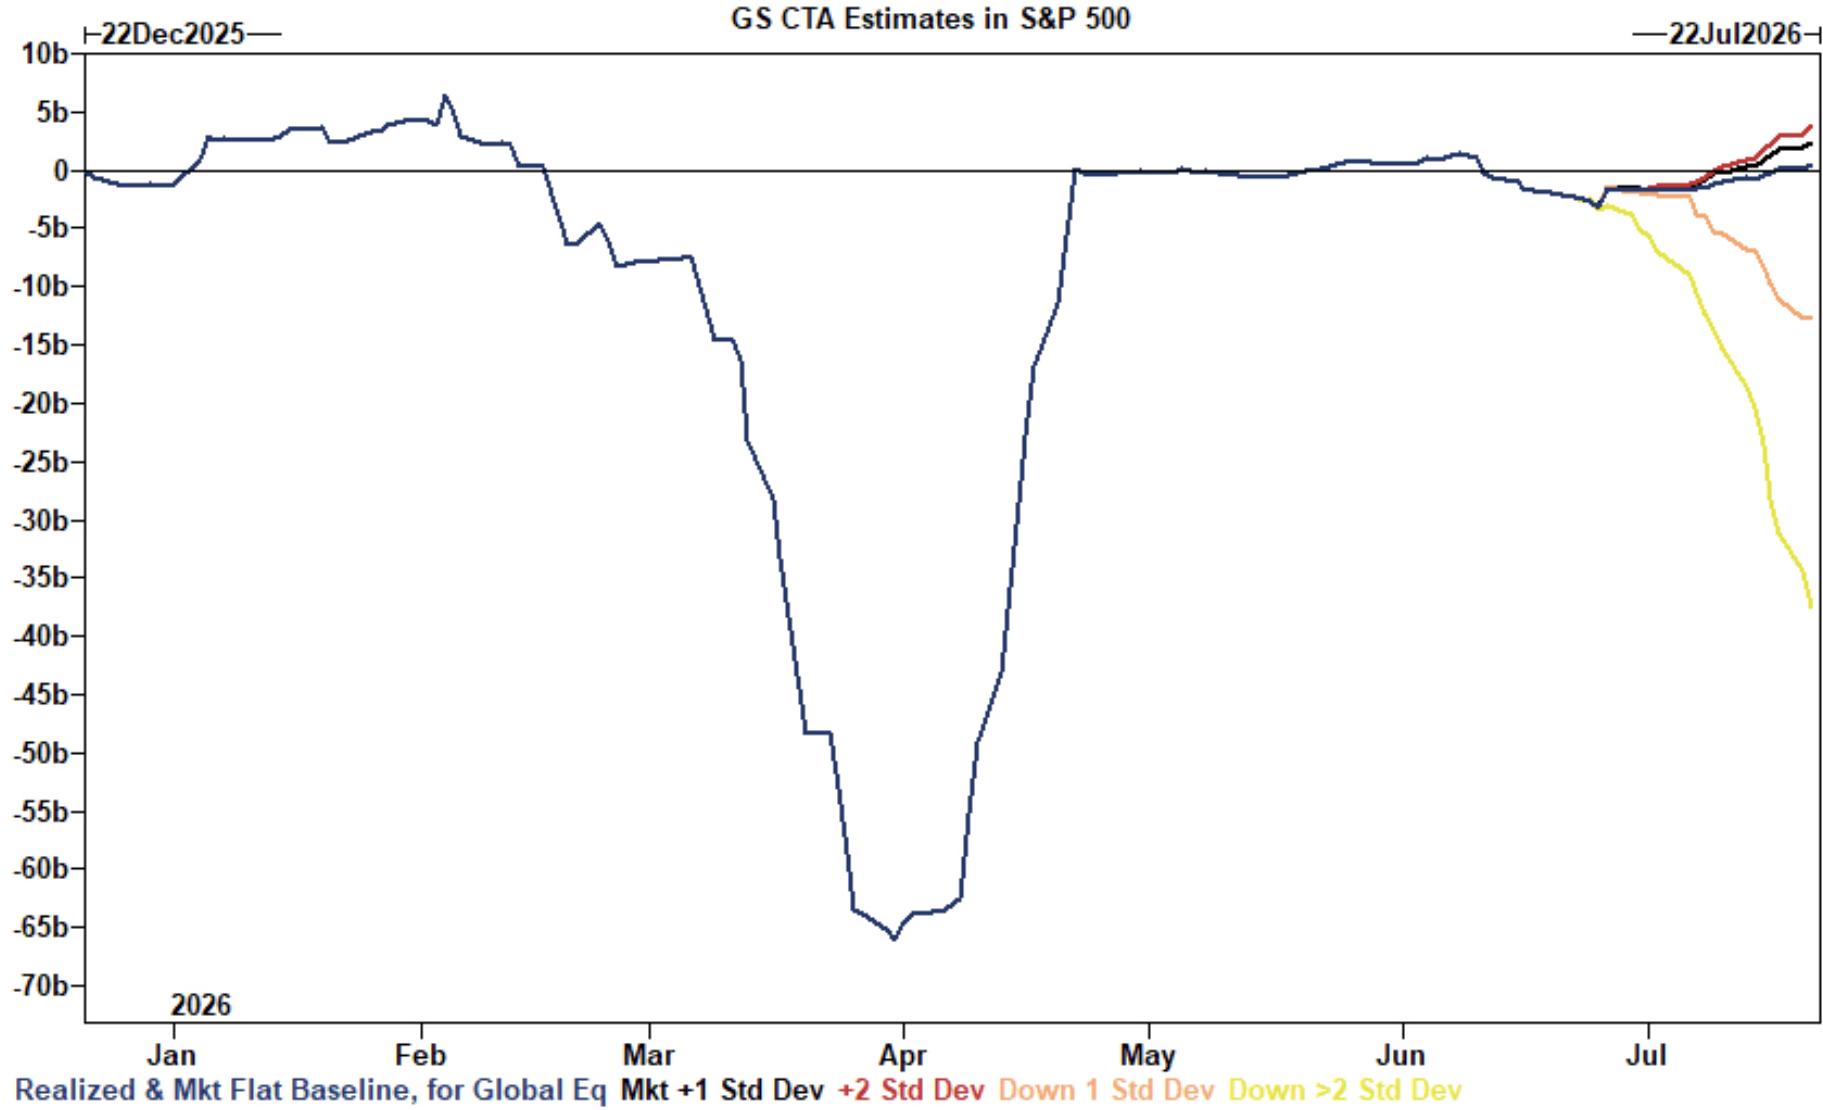 GS CTA Estimates in S&P 500
22Dec2025
22Jul2026
10b
5b
0
-5b
-10b
-15b
-20b
-25b
-30b
-35b
-40b
-45b
-50b
-55b
-60b
-65b
-70b
2026
Jan Feb Mar Apr May Jun Jul
Realized & Mkt Flat Baseline, for Global Eq Mkt +1 Std Dev +2 Std Dev Down 1 Std Dev Down >2 Std Dev